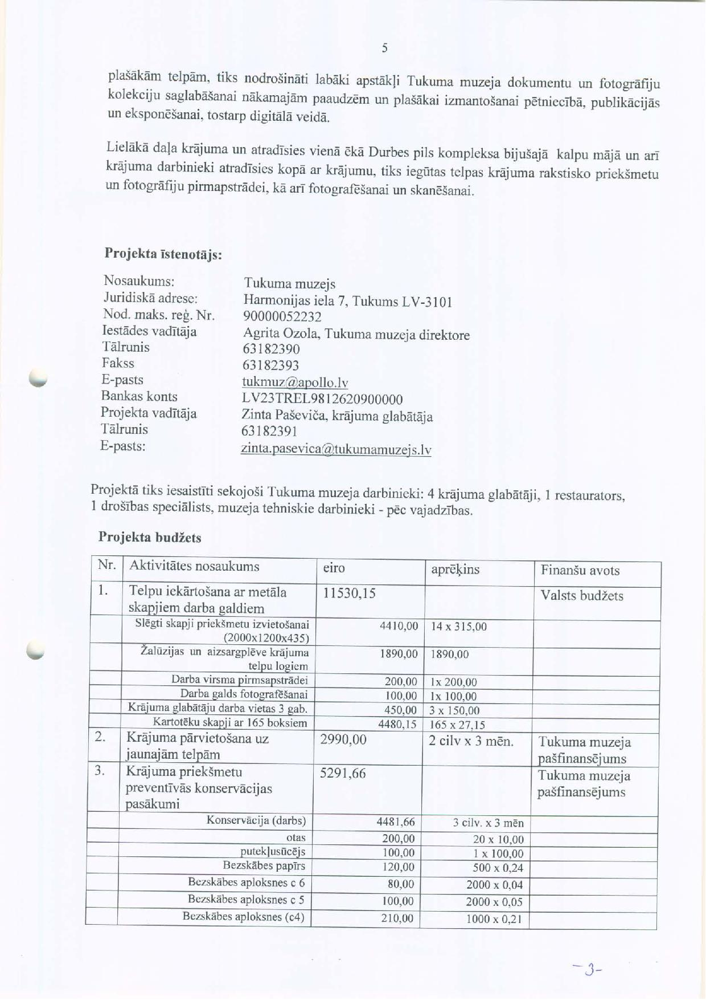 5
plašākām telpām, tiks nodrošināti labāki apstākļi Tukuma muzeja dokumentu un fotogrāfiju
kolekciju saglabāšanai nākamajām paaudzēm un plašākai izmantošanai pētniecībā, publikācijās
un eksponēšanai, tostarp digitālā veidā.
Lielākā daļa krājuma un atradīsies vienā ēkā Durbes pils kompleksa bijušajā kalpu mājā un arī
krājuma darbinieki atradīsies kopā ar krājumu, tiks iegūtas telpas krājuma rakstisko priekšmetu
un fotogrāfiju pirmapstrādei, kā arī fotografēšanai un skanēšanai.
Projekta īstenotājs:
Nosaukums: Tukuma muzejs
Juridiskā adrese: Harmonijas iela 7, Tukums LV-3101
Nod. maks. reģ. Nr. 90000052232
Iestādes vadītāja Agrita Ozola, Tukuma muzeja direktore
Tālrunis 63182390
Fakss 63182393
E-pasts tukmuz@apollo.lv
Bankas konts LV23TREL9812620900000
Projekta vadītāja Zinta Paševiča, krājuma glabātāja
Tālrunis 63182391
E-pasts: zinta.pasevica@tukumamuzejs.lv
Projektā tiks iesaistīti sekojoši Tukuma muzeja darbinieki: 4 krājuma glabātāji, 1 restaurators,
1 drošības speciālists, muzeja tehniskie darbinieki - pēc vajadzības.
Projekta budžets
Nr. Aktivitātes nosaukums eiro aprēķins Finanšu avots
1. Telpu iekārtošana ar metāla 11530,15 Valsts budžets
skapjiem darba galdiem
Slēgti skapji priekšmetu izvietošanai 4410,00 14 x 315,00
(2000x1200x435)
Žalūzijas un aizsargplēve krājuma 1890,00 1890,00
telpu logiem
Darba virsma pirmsapstrādei 200,00 1x 200,00
Darba galds fotografēšanai 100,00 1x 100,00
Krājuma glabātāju darba vietas 3 gab. 450,00 3 x 150,00
Kartotēku skapji ar 165 boksiem 4480,15 165 x 27,15
2. Krājuma pārvietošana uz 2990,00 2 cilv x 3 mēn. Tukuma muzeja
jaunajām telpām pašfinansējums
3. Krājuma priekšmetu 5291,66 Tukuma muzeja
preventīvās konservācijas pašfinansējums
pasākumi
Konservācija (darbs) 4481,66 3 cilv. x 3 mēn
otas 200,00 20 x 10,00
putekļusūcējs 100,00 1 x 100,00
Bezskābes papīrs 120,00 500 x 0,24
Bezskābes aploksnes c 6 80,00 2000 x 0,04
Bezskābes aploksnes c 5 100,00 2000 x 0,05
Bezskābes aploksnes (c4) 210,00 1000 x 0,21
-3-